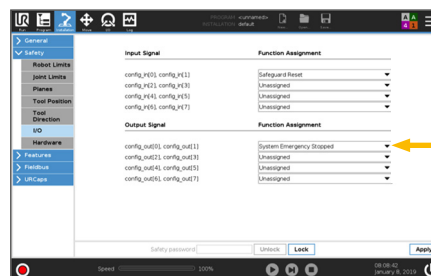 PROGRAM <unnamed>
INSTALLATION default
Run Program Installation Move I/O Log
General
Safety
Robot Limits
Joint Limits
Planes
Tool Position
Tool
Direction
I/O
Hardware
Features
Fieldbus
URCaps
Input Signal Function Assignment
config_in[0], config_in[1] Safeguard Reset
config_in[2], config_in[3] Unassigned
config_in[4], config_in[5] Unassigned
config_in[6], config_in[7] Unassigned
Output Signal Function Assignment
config_out[0], config_out[1] System Emergency Stopped
config_out[2], config_out[3] Unassigned
config_out[4], config_out[5] Unassigned
config_out[6], config_out[7] Unassigned
Safety password Unlock Lock Apply
Speed 100% 08:08:42
January 8, 2019